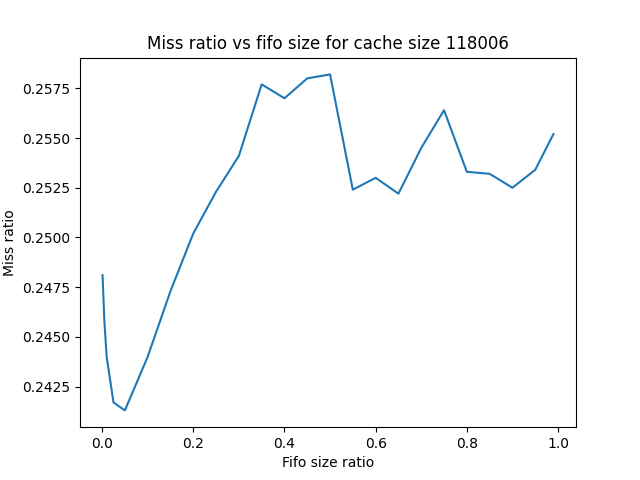 Miss ratio vs fifo size for cache size 118006
0.2575
0.2550
0.2525
0.2500
0.2475
0.2450
0.2425
Miss ratio
0.0 0.2 0.4 0.6 0.8 1.0
Fifo size ratio